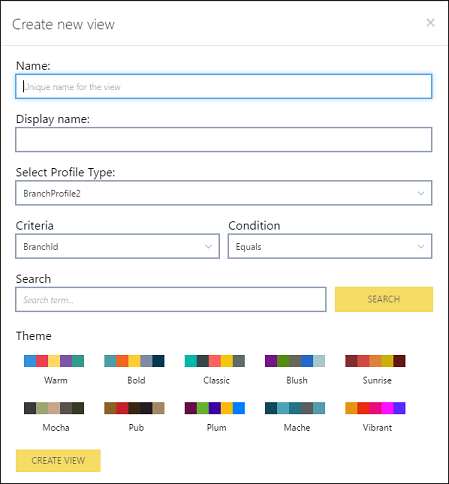 Create new view
×
Name:
Unique name for the view
Display name:
Select Profile Type:
BranchProfile2
Criteria Condition
BranchId Equals
Search
Search term... SEARCH
Theme
Warm Bold Classic Blush Sunrise
Mocha Pub Plum Mache Vibrant
CREATE VIEW